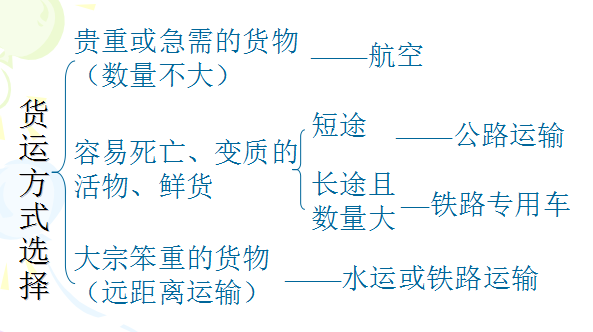 货运方式选择
贵重或急需的货物
（数量不大）
——航空
容易死亡、变质的
活物、鲜货
短途
——公路运输
长途且
数量大
—铁路专用车
大宗笨重的货物
（远距离运输）
——水运或铁路运输